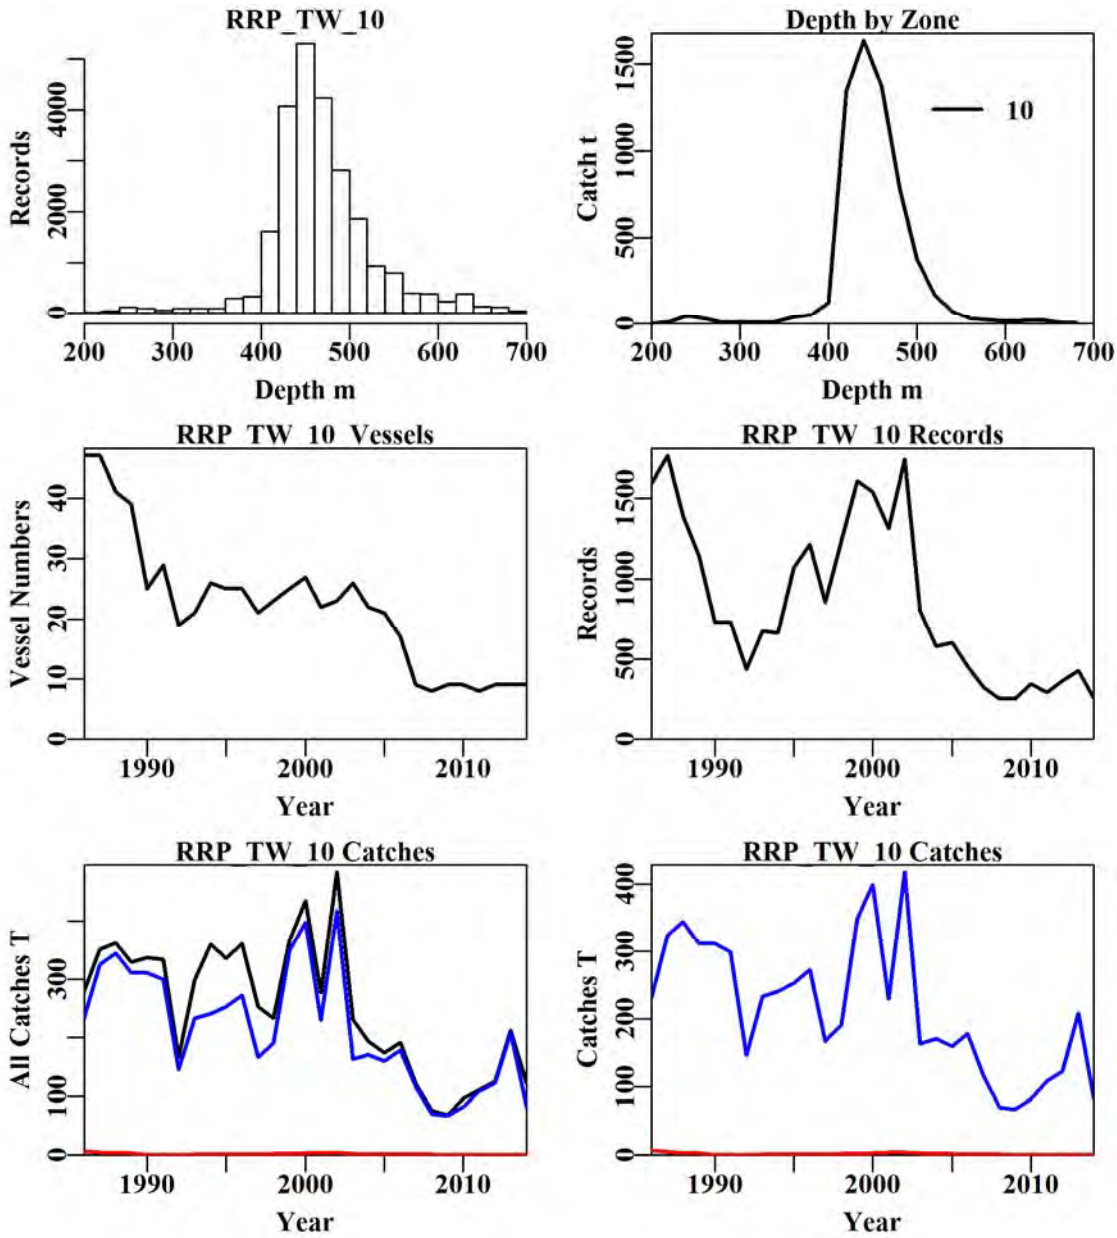 RRP_TW_10
Records
0 2000 4000
200 300 400 500 600 700
Depth m
Depth by Zone
Catch t
0 500 1000 1500
10
200 300 400 500 600 700
Depth m
RRP_TW_10_Vessels
Vessel Numbers
0 10 20 30 40
1990 2000 2010
Year
RRP_TW_10 Records
Records
0 500 1000 1500
1990 2000 2010
Year
RRP_TW_10 Catches
All Catches T
0 100 300
1990 2000 2010
Year
RRP_TW_10 Catches
Catches T
0 100 200 300 400
1990 2000 2010
Year